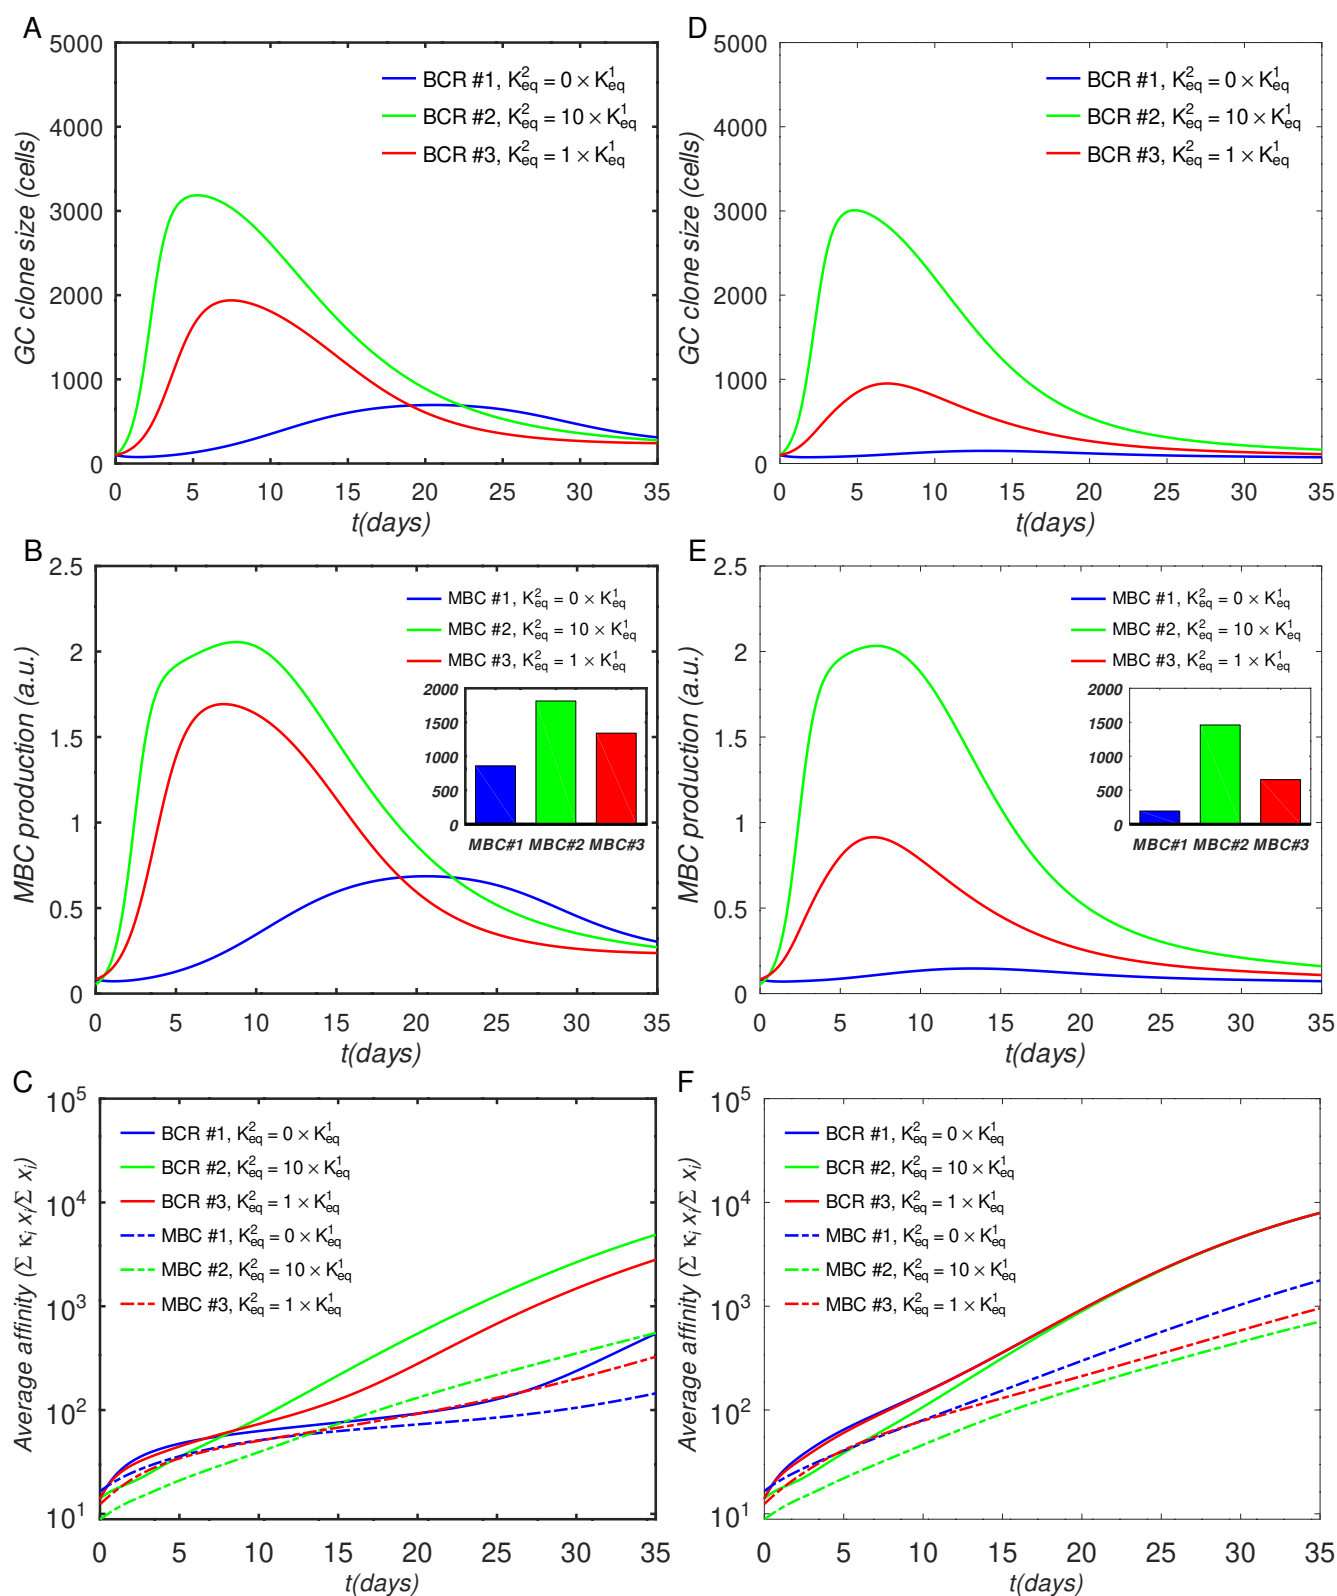 A
5000
4000
3000
2000
1000
0
GC clone size (cells)
BCR #1, K²eq = 0 × K¹eq
BCR #2, K²eq = 10 × K¹eq
BCR #3, K²eq = 1 × K¹eq
0 5 10 15 20 25 30 35
t(days)
D
5000
4000
3000
2000
1000
0
GC clone size (cells)
BCR #1, K²eq = 0 × K¹eq
BCR #2, K²eq = 10 × K¹eq
BCR #3, K²eq = 1 × K¹eq
0 5 10 15 20 25 30 35
t(days)
B
2.5
2
1.5
1
0.5
0
MBC production (a.u.)
MBC #1, K²eq = 0 × K¹eq
MBC #2, K²eq = 10 × K¹eq
MBC #3, K²eq = 1 × K¹eq
2000
1500
1000
500
0
MBC#1 MBC#2 MBC#3
0 5 10 15 20 25 30 35
t(days)
E
2.5
2
1.5
1
0.5
0
MBC production (a.u.)
MBC #1, K²eq = 0 × K¹eq
MBC #2, K²eq = 10 × K¹eq
MBC #3, K²eq = 1 × K¹eq
2000
1500
1000
500
0
MBC#1 MBC#2 MBC#3
0 5 10 15 20 25 30 35
t(days)
C
10⁵
10⁴
10³
10²
10¹
Average affinity (Σ κᵢ xᵢ/Σ xᵢ)
BCR #1, K²eq = 0 × K¹eq
BCR #2, K²eq = 10 × K¹eq
BCR #3, K²eq = 1 × K¹eq
MBC #1, K²eq = 0 × K¹eq
MBC #2, K²eq = 10 × K¹eq
MBC #3, K²eq = 1 × K¹eq
0 5 10 15 20 25 30 35
t(days)
F
10⁵
10⁴
10³
10²
10¹
Average affinity (Σ κᵢ xᵢ/Σ xᵢ)
BCR #1, K²eq = 0 × K¹eq
BCR #2, K²eq = 10 × K¹eq
BCR #3, K²eq = 1 × K¹eq
MBC #1, K²eq = 0 × K¹eq
MBC #2, K²eq = 10 × K¹eq
MBC #3, K²eq = 1 × K¹eq
0 5 10 15 20 25 30 35
t(days)